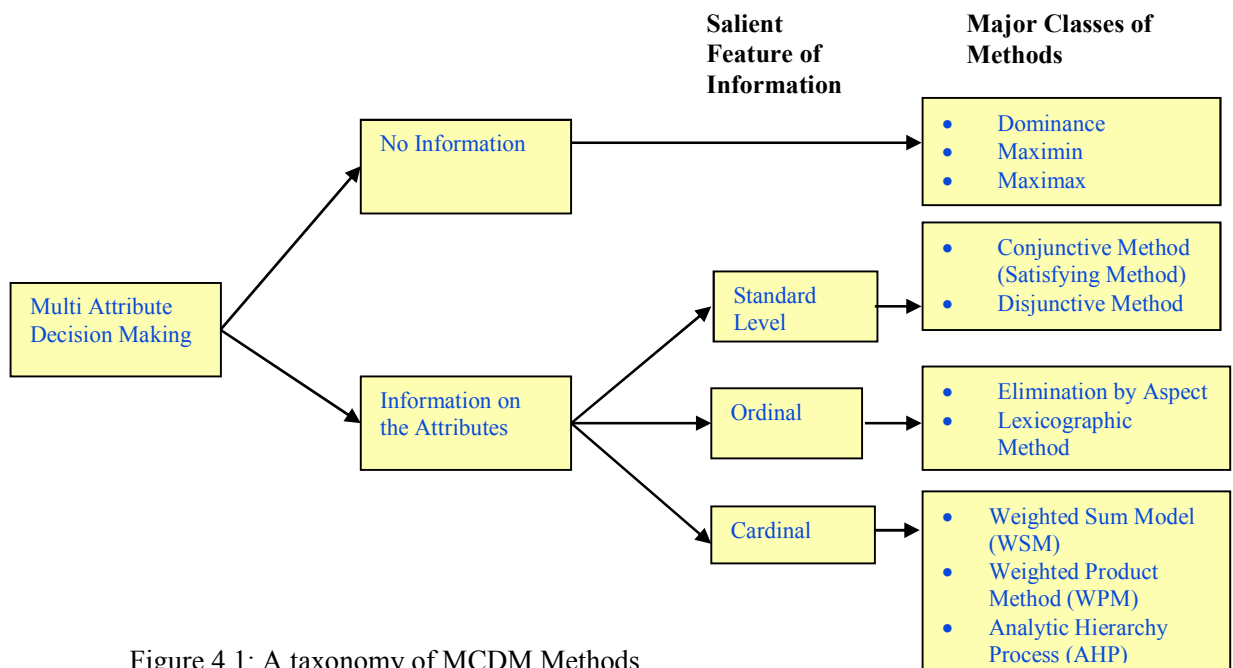 Salient
Feature of
Information
Major Classes of
Methods
No Information
• Dominance
• Maximin
• Maximax
Multi Attribute
Decision Making
Information on
the Attributes
Standard
Level
• Conjunctive Method
(Satisfying Method)
• Disjunctive Method
Ordinal
• Elimination by Aspect
• Lexicographic
Method
Cardinal
• Weighted Sum Model
(WSM)
• Weighted Product
Method (WPM)
• Analytic Hierarchy
Process (AHP)
Figure 4.1: A taxonomy of MCDM Methods